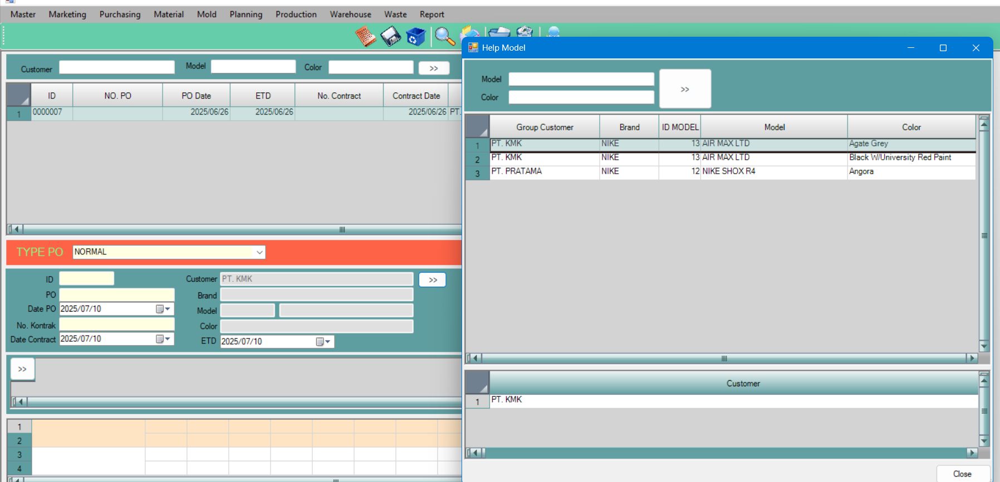 Master Marketing Purchasing Material Mold Planning Production Warehouse Waste Report
Customer Model Color >>
ID NO. PO PO Date ETD No. Contract Contract Date
1 0000007 2025/06/26 2025/06/26 2025/06/26 PT.
TYPE PO NORMAL
ID Customer PT. KMK >>
PO Brand
Date PO 2025/07/10 Model
No. Kontrak Color
Date Contract 2025/07/10 ETD 2025/07/10
>>
1
2
3
4
Help Model
Model
Color
>>
Group Customer Brand ID MODEL Model Color
1 PT. KMK NIKE 13 AIR MAX LTD Agate Grey
2 PT. KMK NIKE 13 AIR MAX LTD Black W/University Red Paint
3 PT. PRATAMA NIKE 12 NIKE SHOX R4 Angora
Customer
1 PT. KMK
Close